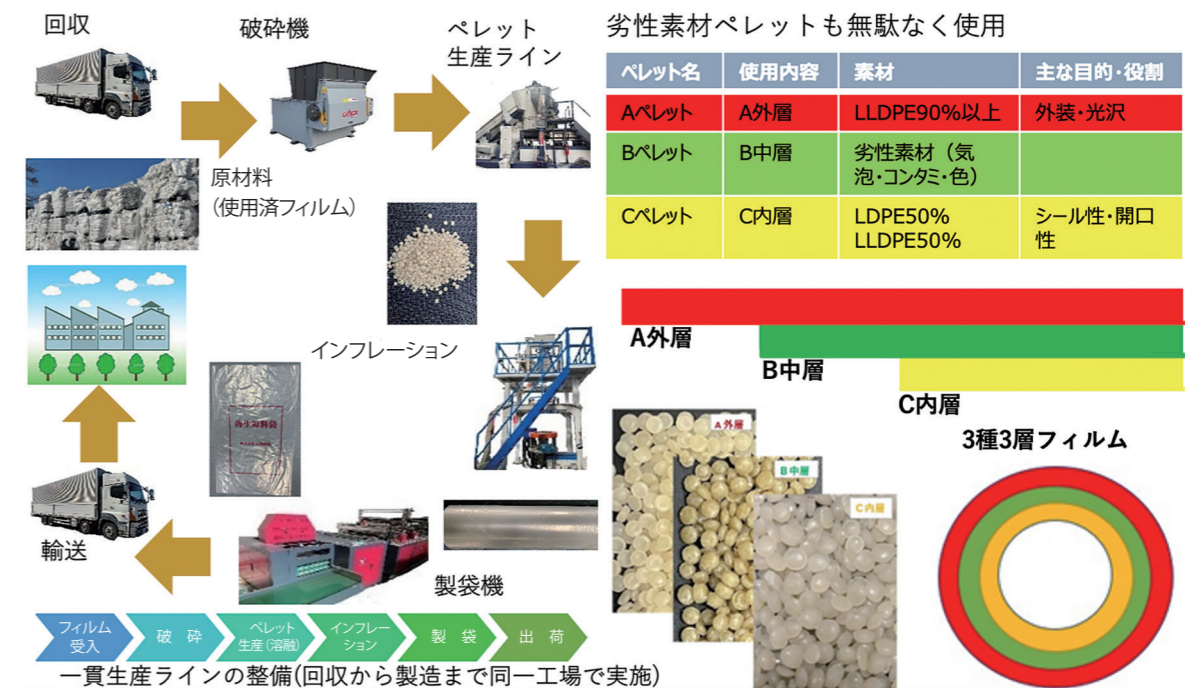 回収
破砕機
ペレット
生産ライン
原材料
（使用済フィルム）
インフレーション
製袋機
輸送
フィルム
受入
破　砕
ペレット
生産（溶融）
インフレー
ション
製　袋
出　荷
一貫生産ラインの整備(回収から製造まで同一工場で実施)
劣性素材ペレットも無駄なく使用
ペレット名 使用内容 素材 主な目的・役割
Aペレット A外層 LLDPE90%以上 外装・光沢
Bペレット B中層 劣性素材（気
泡・コンタミ・色）
Cペレット C内層 LDPE50% シール性・開口
LLDPE50% 性
A外層
B中層
C内層
3種3層フィルム
A外層
B中層
C内層